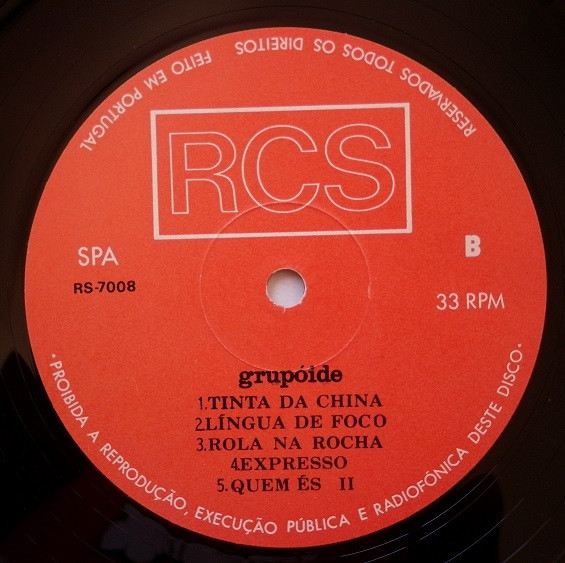 FEITO EM PORTUGAL
RESERVADOS TODOS OS DIREITOS
RCS
SPA
B
RS-7008
33 RPM
grupóide
1.TINTA DA CHINA
2.LÍNGUA DE FOCO
3.ROLA NA ROCHA
4.EXPRESSO
5.QUEM ÉS II
•PROIBIDA A REPRODUÇÃO, EXECUÇÃO PÚBLICA E RADIOFÓNICA DESTE DISCO•